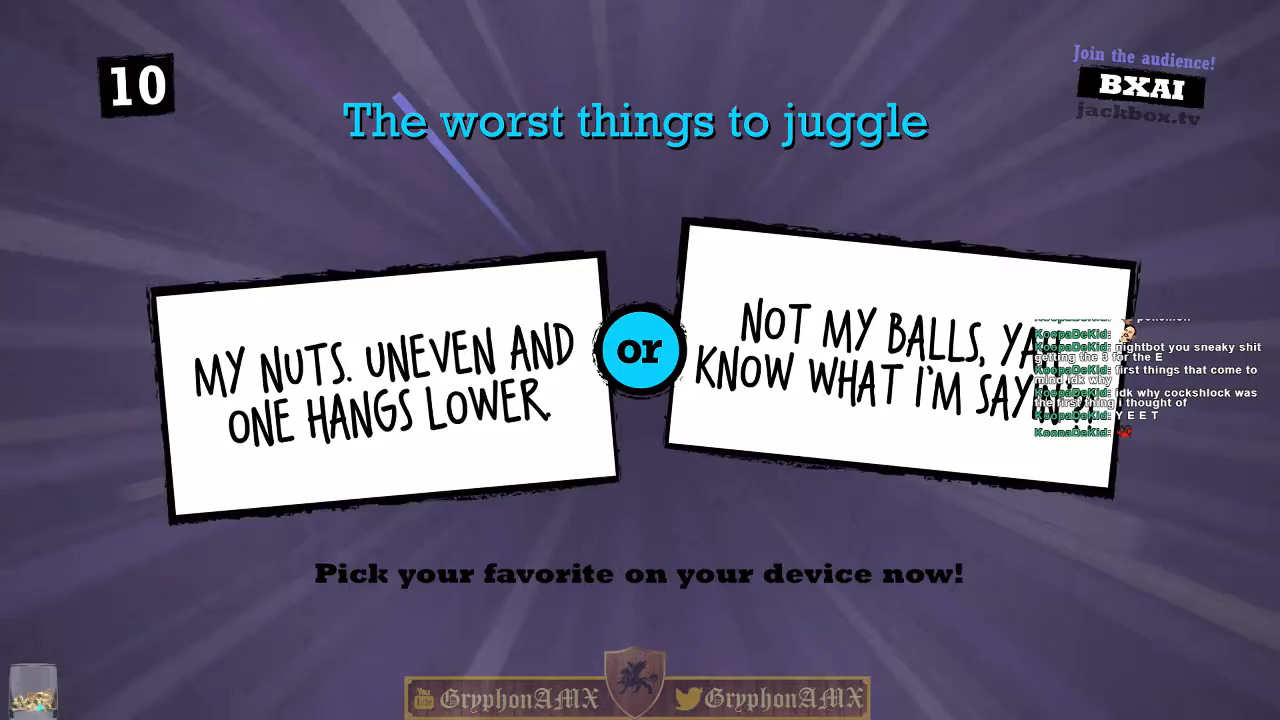 10
Join the audience!
BXAI
jackbox.tv
The worst things to juggle
MY NUTS. UNEVEN AND
ONE HANGS LOWER.
or
NOT MY BALLS,
KNOW WHAT I'M
KoopaDeKid:
KoopaDeKid: nightbot you sneaky shit
getting the 3 for the E
KoopaDeKid: first things that come to
mind idk why
KoopaDeKid: idk why cockshlock was
the first thing i thought of
KoopaDeKid: Y E E T
KoopaDeKid:
Pick your favorite on your device now!
You Tube GryphonAMX
GryphonAMX